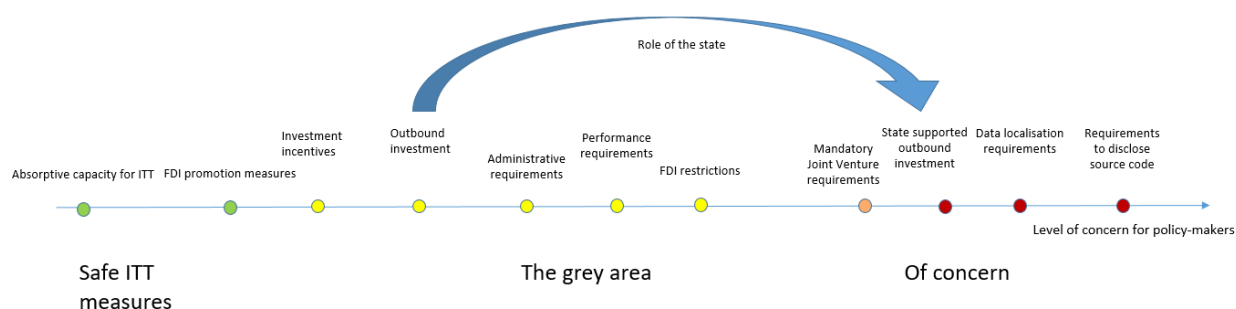 Role of the state
Absorptive capacity for ITT
FDI promotion measures
Investment
incentives
Outbound
investment
Administrative
requirements
Performance
requirements
FDI restrictions
Mandatory
Joint Venture
requirements
State supported
outbound
investment
Data localisation
requirements
Requirements
to disclose
source code
Level of concern for policy-makers
Safe ITT
measures
The grey area
Of concern